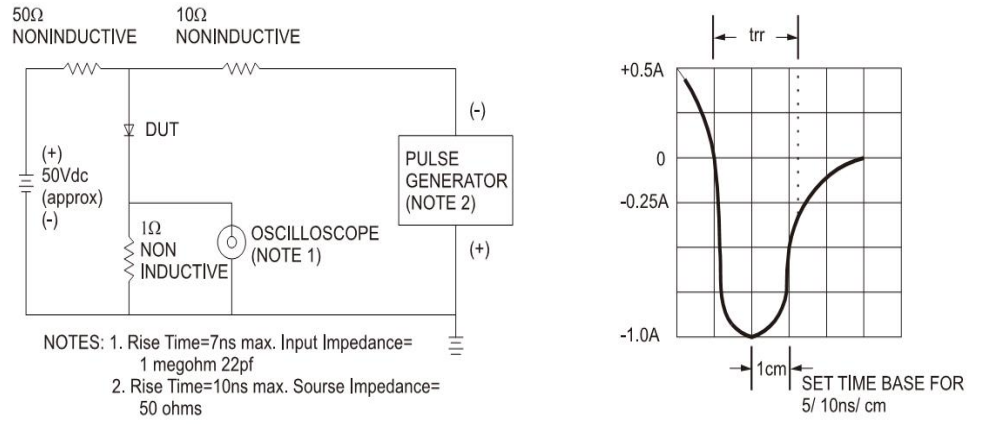 50Ω
NONINDUCTIVE
10Ω
NONINDUCTIVE
DUT
(+)
50Vdc
(approx)
(-)
1Ω
NON
INDUCTIVE
OSCILLOSCOPE
(NOTE 1)
(-)
PULSE
GENERATOR
(NOTE 2)
(+)
NOTES: 1. Rise Time=7ns max. Input Impedance=
1 megohm 22pf
2. Rise Time=10ns max. Sourse Impedance=
50 ohms
trr
+0.5A
0
-0.25A
-1.0A
1cm
SET TIME BASE FOR
5/ 10ns/ cm